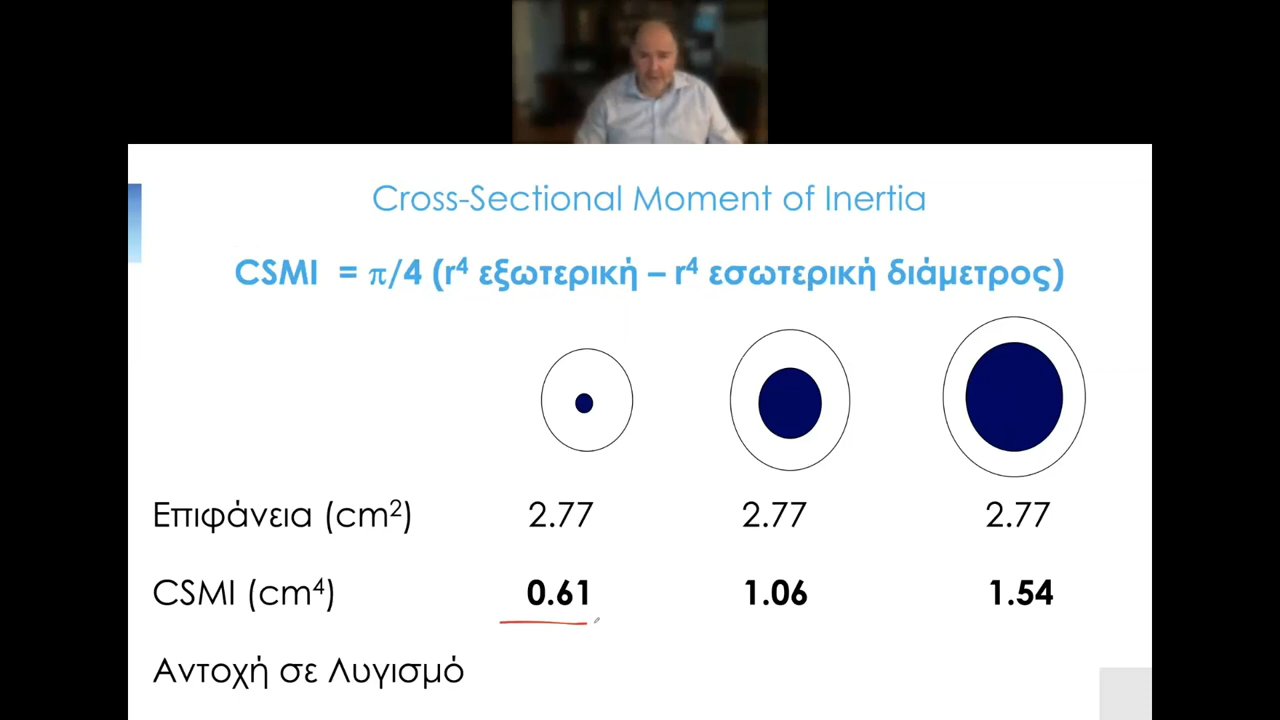 Cross-Sectional Moment of Inertia
CSMI = π/4 (r⁴ εξωτερική – r⁴ εσωτερική διάμετρος)
Επιφάνεια (cm²) 2.77 2.77 2.77
CSMI (cm⁴) 0.61 1.06 1.54
Αντοχή σε Λυγισμό